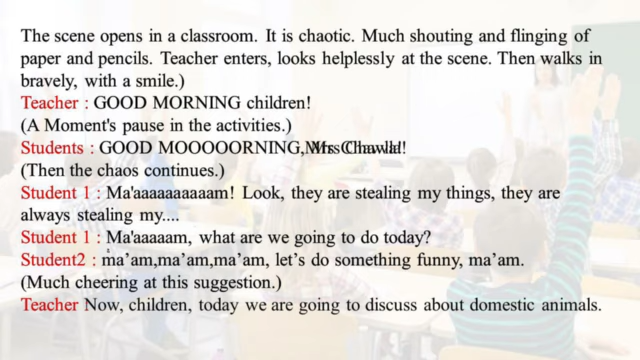 The scene opens in a classroom. It is chaotic. Much shouting and flinging of
paper and pencils. Teacher enters, looks helplessly at the scene. Then walks in
bravely, with a smile.)
Teacher : GOOD MORNING children!
(A Moment's pause in the activities.)
Students : GOOD MOOOOORNING, Mrs Chawla!
(Then the chaos continues.)
Student 1 : Ma'aaaaaaaaaam! Look, they are stealing my things, they are
always stealing my....
Student 1 : Ma'aaaaam, what are we going to do today?
Student2 : ma’am,ma’am,ma’am, let’s do something funny, ma’am.
(Much cheering at this suggestion.)
Teacher Now, children, today we are going to discuss about domestic animals.